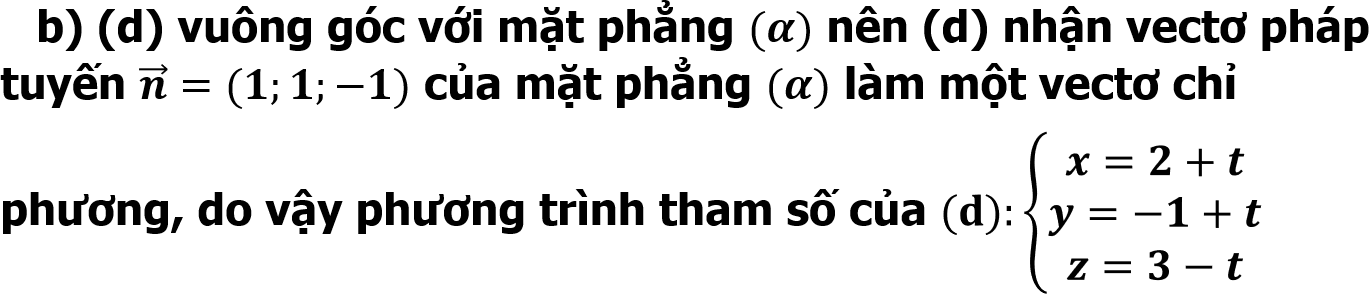 b) (d) vuông góc với mặt phẳng (α) nên (d) nhận vectơ pháp
tuyến n⃗ = (1; 1; −1) của mặt phẳng (α) làm một vectơ chỉ
phương, do vậy phương trình tham số của (d): { x = 2 + t
y = −1 + t
z = 3 − t